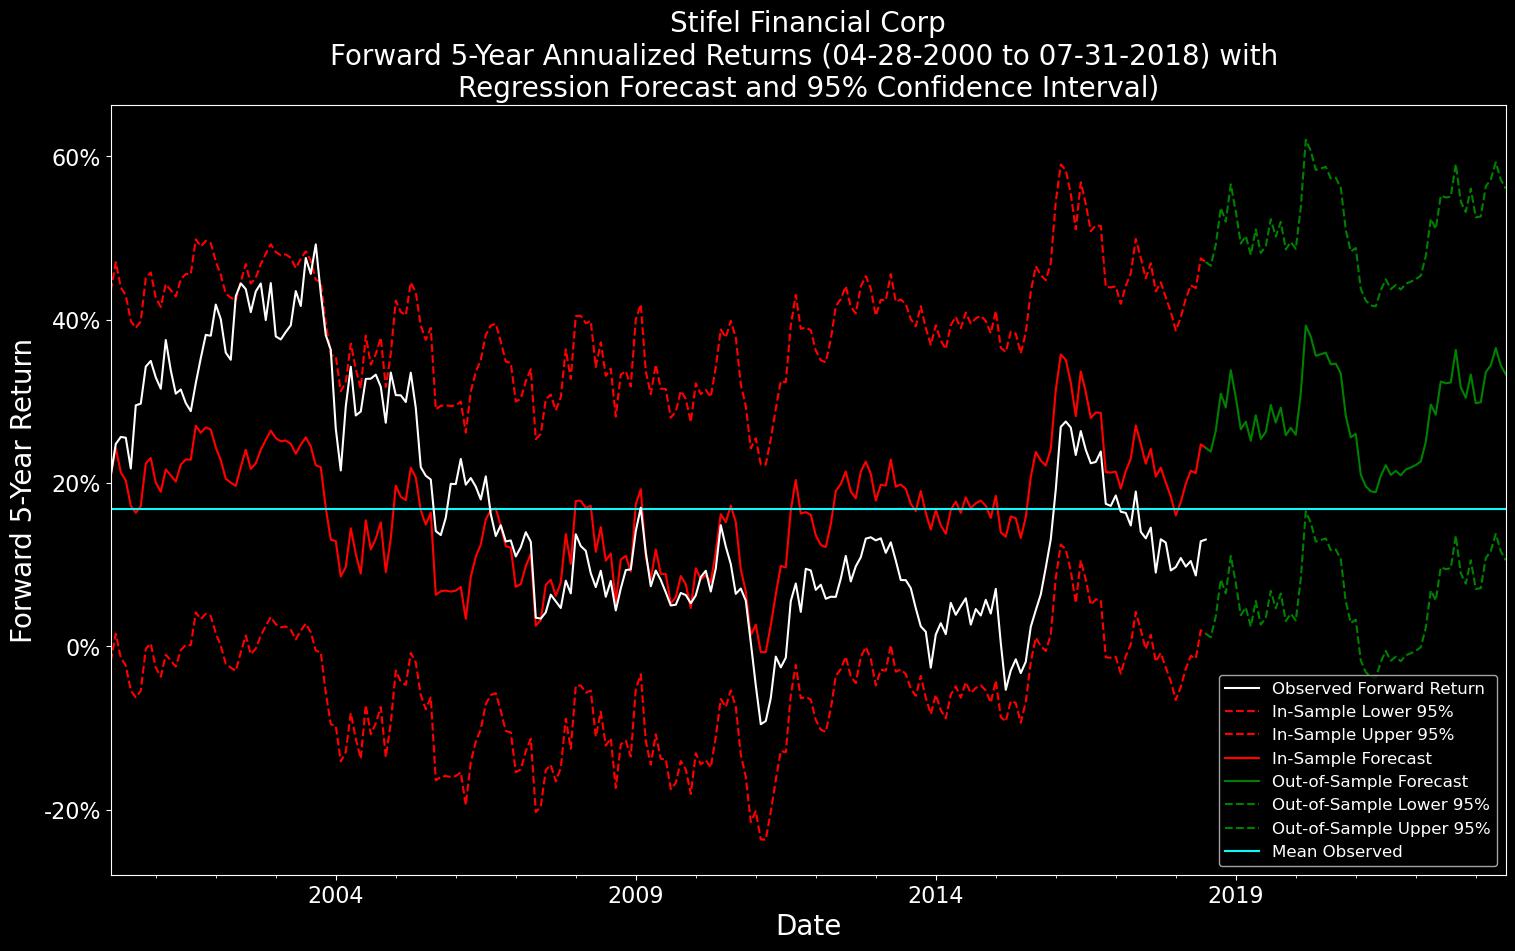 Stifel Financial Corp
Forward 5-Year Annualized Returns (04-28-2000 to 07-31-2018) with
Regression Forecast and 95% Confidence Interval)
Forward 5-Year Return
60%
40%
20%
0%
-20%
2004
2009
2014
2019
Date
Observed Forward Return
In-Sample Lower 95%
In-Sample Upper 95%
In-Sample Forecast
Out-of-Sample Forecast
Out-of-Sample Lower 95%
Out-of-Sample Upper 95%
Mean Observed